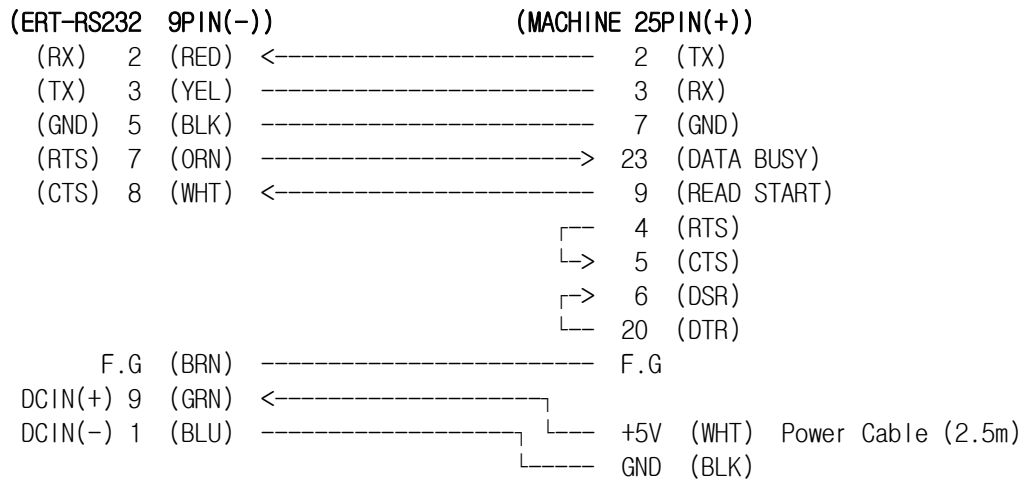 (ERT-RS232 9PIN(-)) (MACHINE 25PIN(+))
(RX) 2 (RED) <------------------------ 2 (TX)
(TX) 3 (YEL) ------------------------- 3 (RX)
(GND) 5 (BLK) ------------------------- 7 (GND)
(RTS) 7 (ORN) ------------------------> 23 (DATA BUSY)
(CTS) 8 (WHT) <------------------------ 9 (READ START)
┌-- 4 (RTS)
└-> 5 (CTS)
┌-> 6 (DSR)
└-- 20 (DTR)
F.G (BRN) ------------------------- F.G
DCIN(+) 9 (GRN) <--------------------┐
DCIN(-) 1 (BLU) -------------------┐ └--- +5V (WHT) Power Cable (2.5m)
└----- GND (BLK)